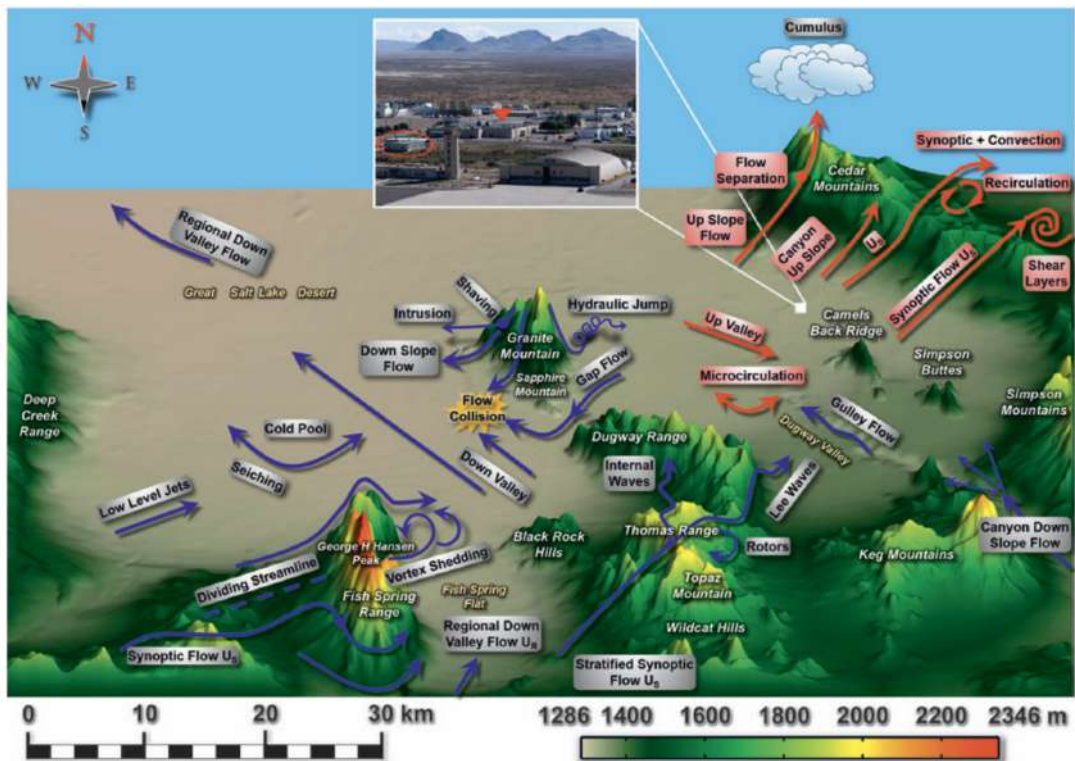 N
W
E
S
Cumulus
Synoptic + Convection
Flow
Separation
Cedar
Mountains
Recirculation
Up Slope
Flow
Canyon
Up Slope
U_S
Synoptic Flow U_S
Shear
Layers
Regional Down
Valley Flow
Great Salt Lake Desert
Shaving
Intrusion
Hydraulic Jump
Granite
Mountain
Down Slope
Flow
Sapphire
Mountain
Gap Flow
Up Valley
Camels
Back Ridge
Simpson
Buttes
Microcirculation
Simpson
Mountains
Deep
Creek
Range
Flow
Collision
Cold Pool
Seiching
Dugway Range
Gulley Flow
Dugway Valley
Internal
Waves
Down Valley
Lee Waves
Low Level Jets
George H Hansen
Peak
Black Rock
Hills
Thomas Range
Rotors
Keg Mountains
Canyon Down
Slope Flow
Dividing Streamline
Vortex Shedding
Fish Spring
Range
Fish Spring
Flat
Topaz
Mountain
Wildcat Hills
Regional Down
Valley Flow U_R
Synoptic Flow U_S
Stratified Synoptic
Flow U_S
0 10 20 30 km
1286 1400 1600 1800 2000 2200 2346 m